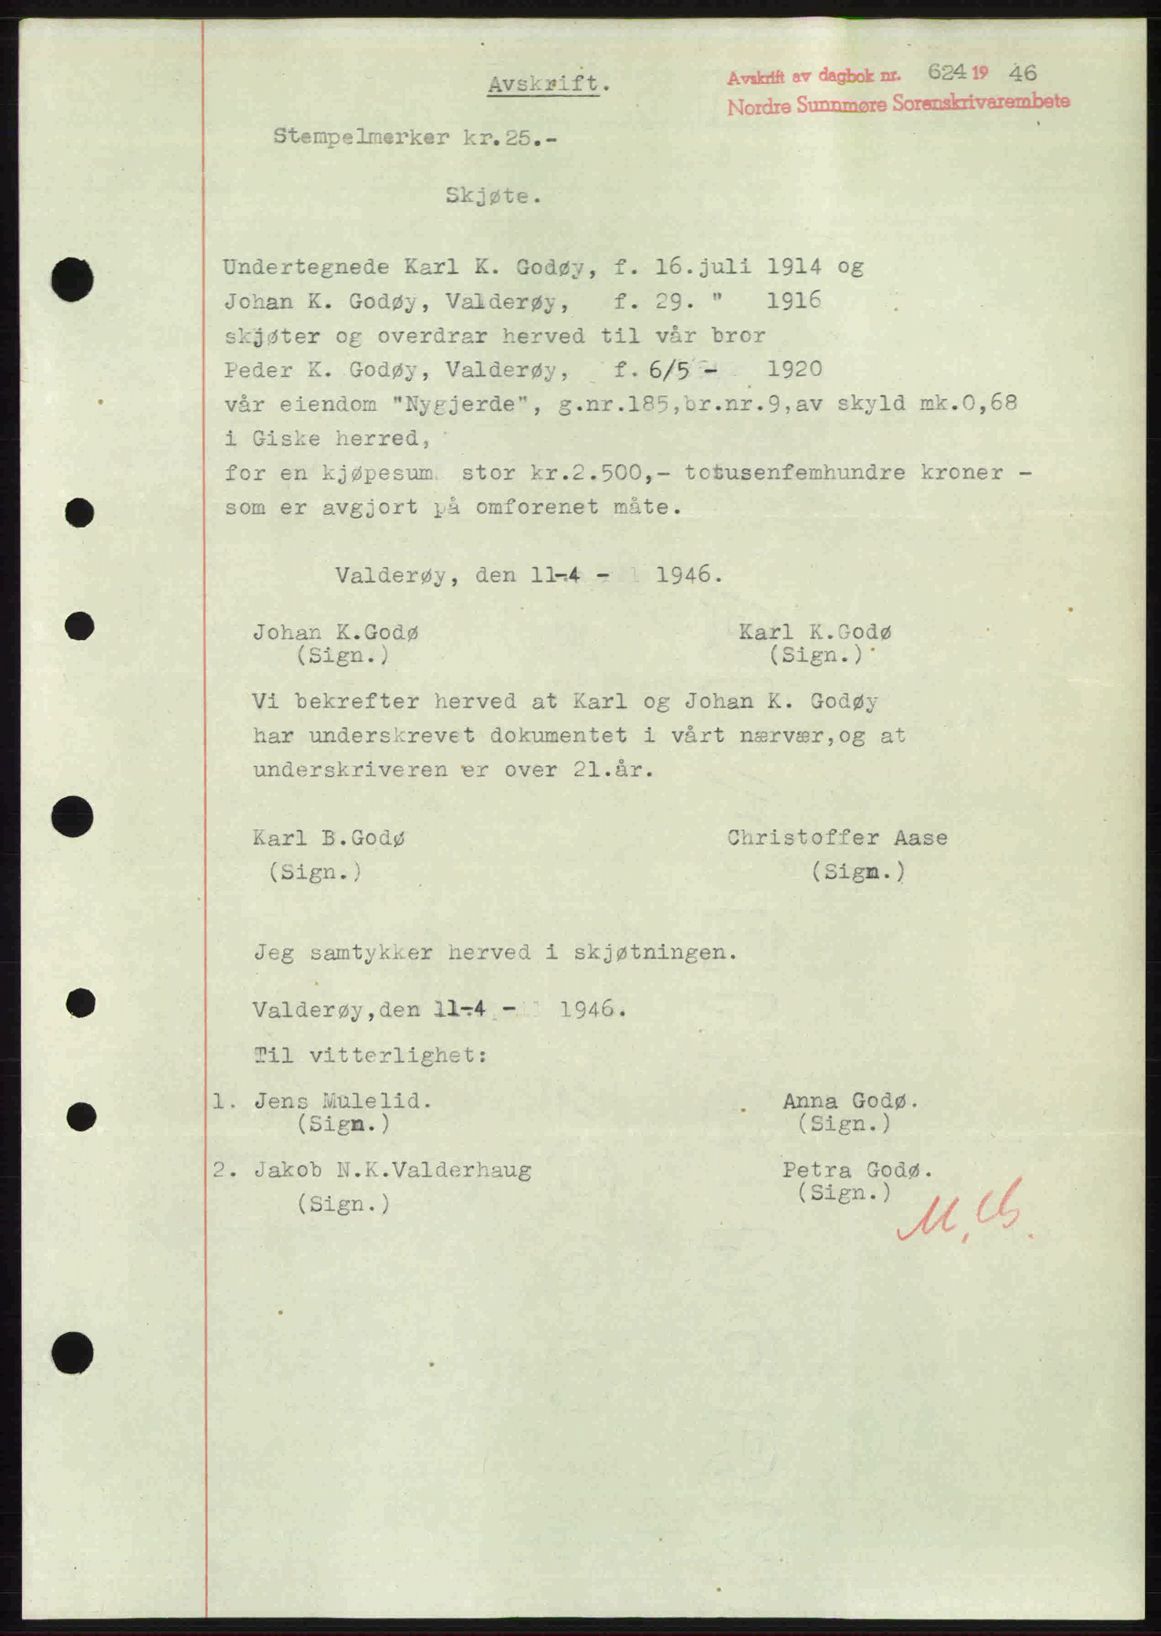 Avskrift.
Avskrift av dagbok nr. 624 19 46
Nordre Sunnmøre Sorenskrivarembete
Stempelmerker kr.25.-
Skjøte.
Undertegnede Karl K. Godøy, f. 16.juli 1914 og
Johan K. Godøy, Valderøy, f. 29. " 1916
skjøter og overdrar herved til vår bror
Peder K. Godøy, Valderøy, f. 6/5 - 1920
vår eiendom "Nygjerde", g.nr.185,br.nr.9,av skyld mk.0,68
i Giske herred,
for en kjøpesum stor kr.2.500,- totusenfemhundre kroner -
som er avgjort på omforenet måte.
Valderøy, den 11-4 - 1946.
Johan K.Godø Karl K.Godø
(Sign.) (Sign.)
Vi bekrefter herved at Karl og Johan K. Godøy
har underskrevet dokumentet i vårt nærvær,og at
underskriveren er over 21.år.
Karl B.Godø Christoffer Aase
(Sign.) (Sign.)
Jeg samtykker herved i skjøtningen.
Valderøy,den 11-4 - 1946.
Til vitterlighet:
1. Jens Mulelid. Anna Godø.
(Sign.) (Sign.)
2. Jakob N.K.Valderhaug Petra Godø.
(Sign.) (Sign.)